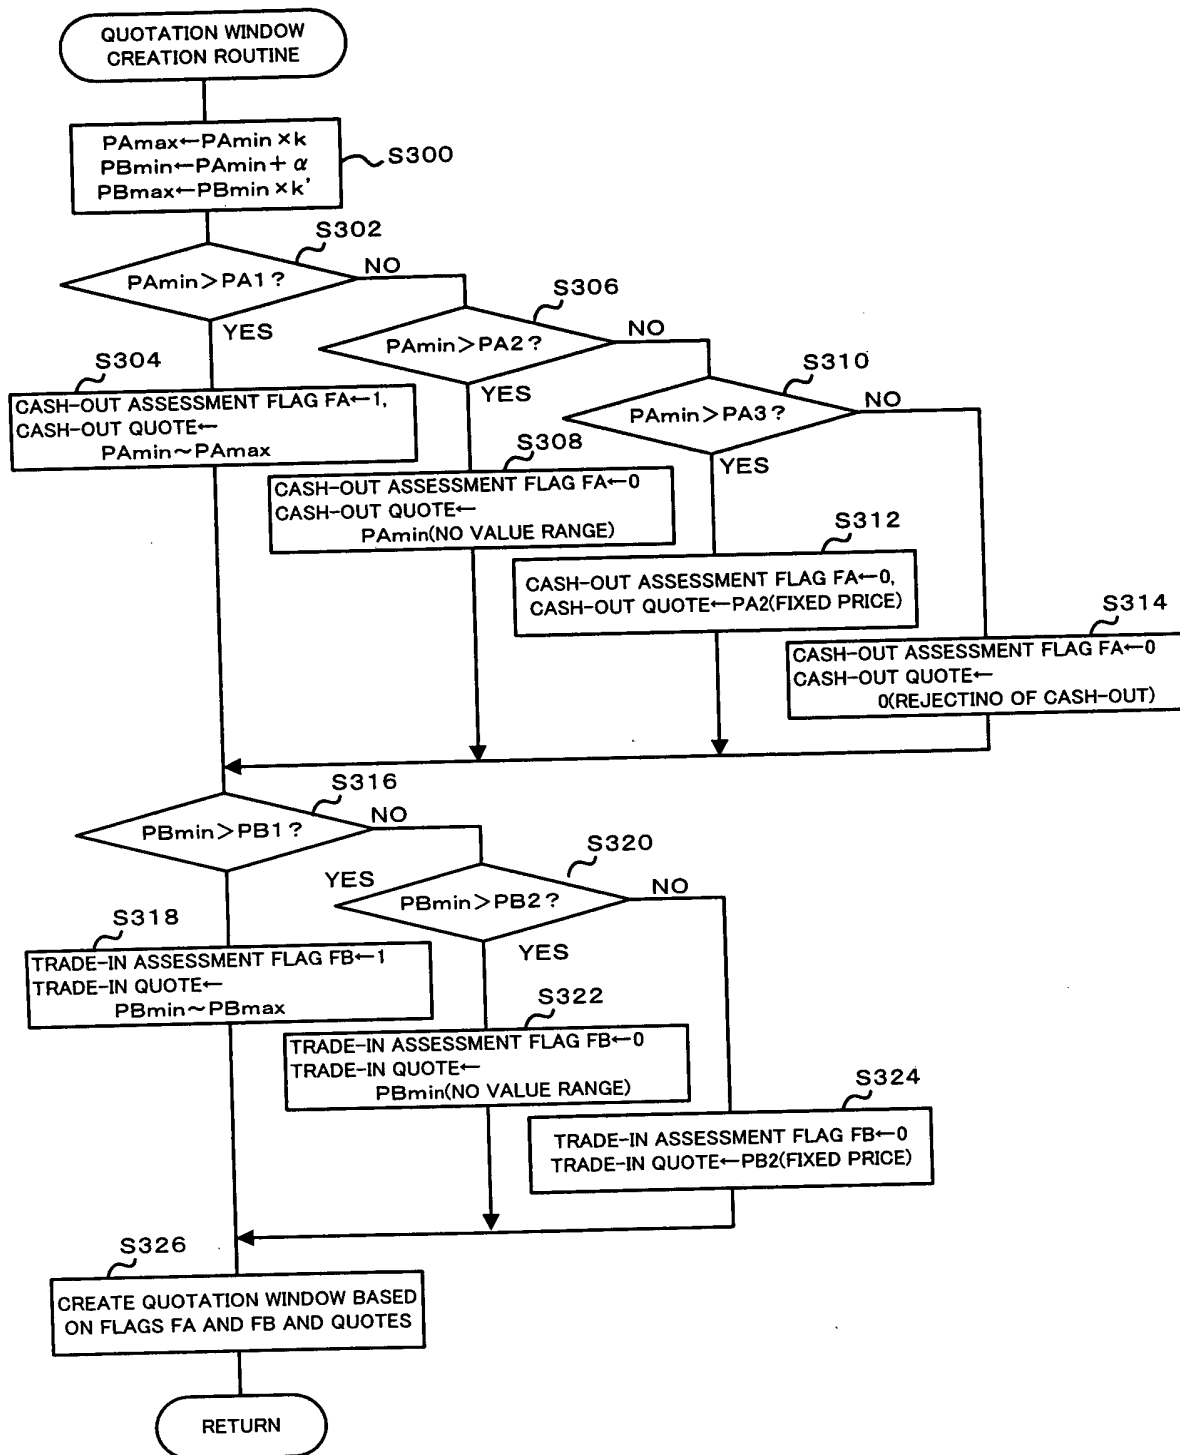 QUOTATION WINDOW
CREATION ROUTINE
PAmax←PAmin×k
PBmin←PAmin+ α
PBmax←PBmin×k'
S300
S302
PAmin>PA1?
NO
YES
S306
PAmin>PA2?
NO
YES
S304
CASH-OUT ASSESSMENT FLAG FA←1,
CASH-OUT QUOTE←
PAmin~PAmax
S310
PAmin>PA3?
NO
YES
S308
CASH-OUT ASSESSMENT FLAG FA←0
CASH-OUT QUOTE←
PAmin(NO VALUE RANGE)
S312
CASH-OUT ASSESSMENT FLAG FA←0,
CASH-OUT QUOTE←PA2(FIXED PRICE)
S314
CASH-OUT ASSESSMENT FLAG FA←0
CASH-OUT QUOTE←
0(REJECTINO OF CASH-OUT)
S316
PBmin>PB1?
NO
YES
S320
PBmin>PB2?
NO
YES
S318
TRADE-IN ASSESSMENT FLAG FB←1
TRADE-IN QUOTE←
PBmin~PBmax
S322
TRADE-IN ASSESSMENT FLAG FB←0
TRADE-IN QUOTE←
PBmin(NO VALUE RANGE)
S324
TRADE-IN ASSESSMENT FLAG FB←0
TRADE-IN QUOTE←PB2(FIXED PRICE)
S326
CREATE QUOTATION WINDOW BASED
ON FLAGS FA AND FB AND QUOTES
RETURN